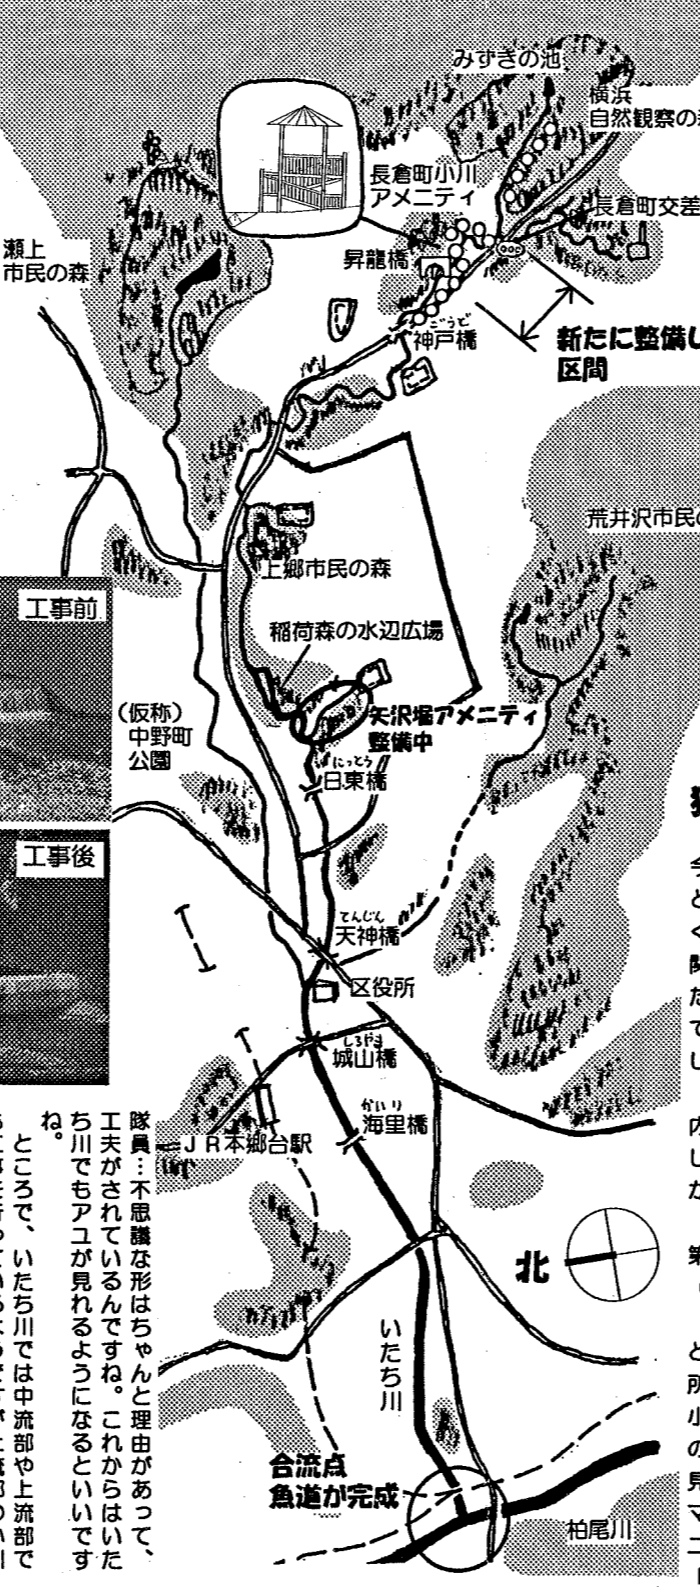 みずきの池
横浜
自然観察の森
長倉町小川
アメニティ
長倉町交差
瀬上
市民の森
昇龍橋
ごうど
神戸橋
新たに整備し
区間
荒井沢市民の
上郷市民の森
工事前
稲荷森の水辺広場
(仮称)
中野町
公園
矢沢堀アメニティ
整備中
にっとう
日東橋
工事後
てんじん
天神橋
区役所
しろやま
城山橋
かいり
海里橋
JR本郷台駅
隊員…不思議な形はちゃんと理由があって、
工夫がされているんですね。これからはいた
ち川でもアユが見れるようになるといいです
ね。
ところで、いたち川では中流部や上流部で
北
いたち川
合流点
魚道が完成
柏尾川